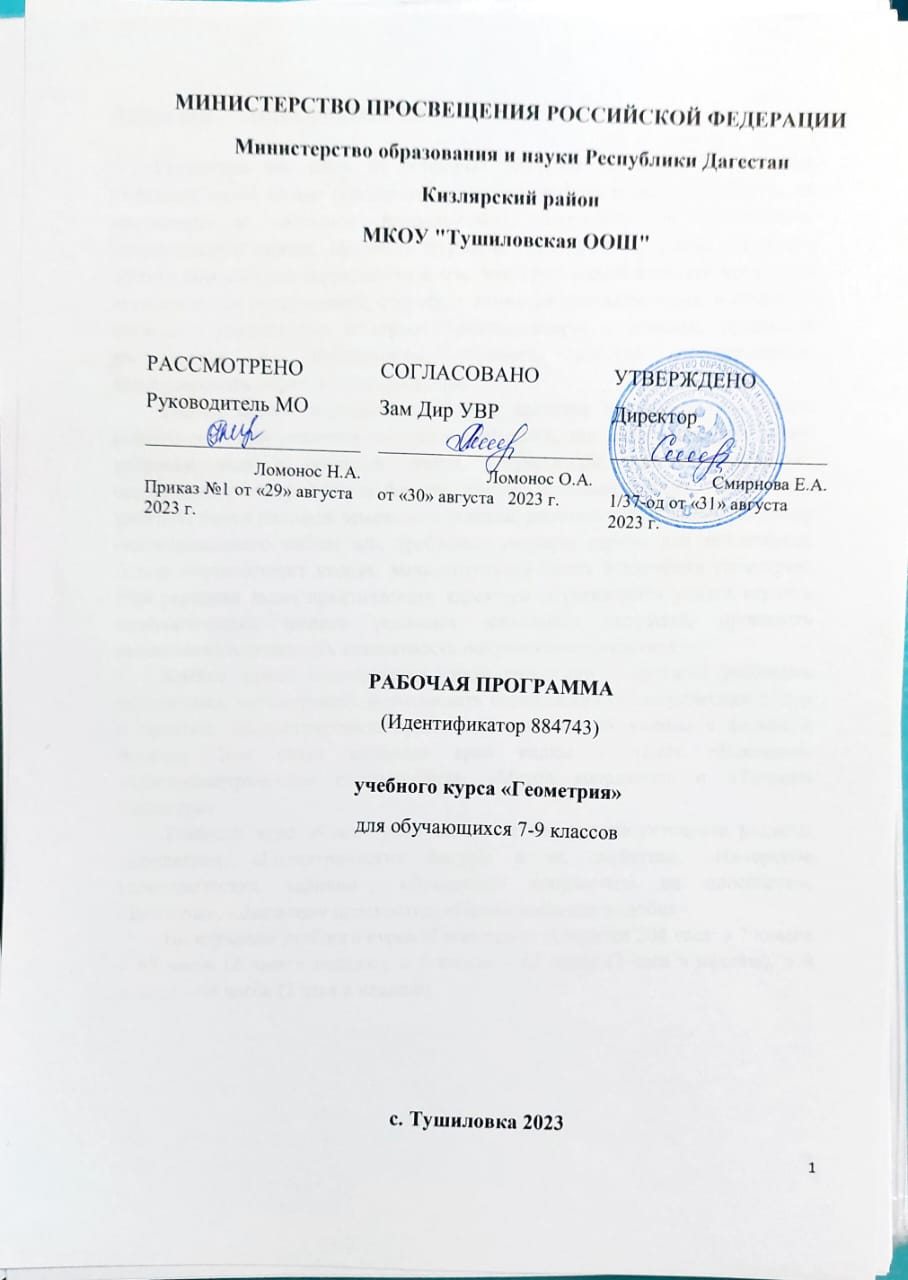 МИНИСТЕРСТВО ПРОСВЕЩЕНИЯ РОССИЙСКОЙ ФЕДЕРАЦИИ
Министерство образования и науки Республики Дагестан
Кизлярский район
МКОУ "Тушиловская ООШ"
РАССМОТРЕНО
Руководитель МО
Ломонос Н.А.
Приказ №1 от «29» августа
2023 г.
СОГЛАСОВАНО
Зам Дир УВР
Ломонос О.А.
от «30» августа 2023 г.
УТВЕРЖДЕНО
Директор
Смирнова Е.А.
1/37-од от «31» августа
2023 г.
РАБОЧАЯ ПРОГРАММА
(Идентификатор 884743)
учебного курса «Геометрия»
для обучающихся 7-9 классов
с. Тушиловка 2023
1